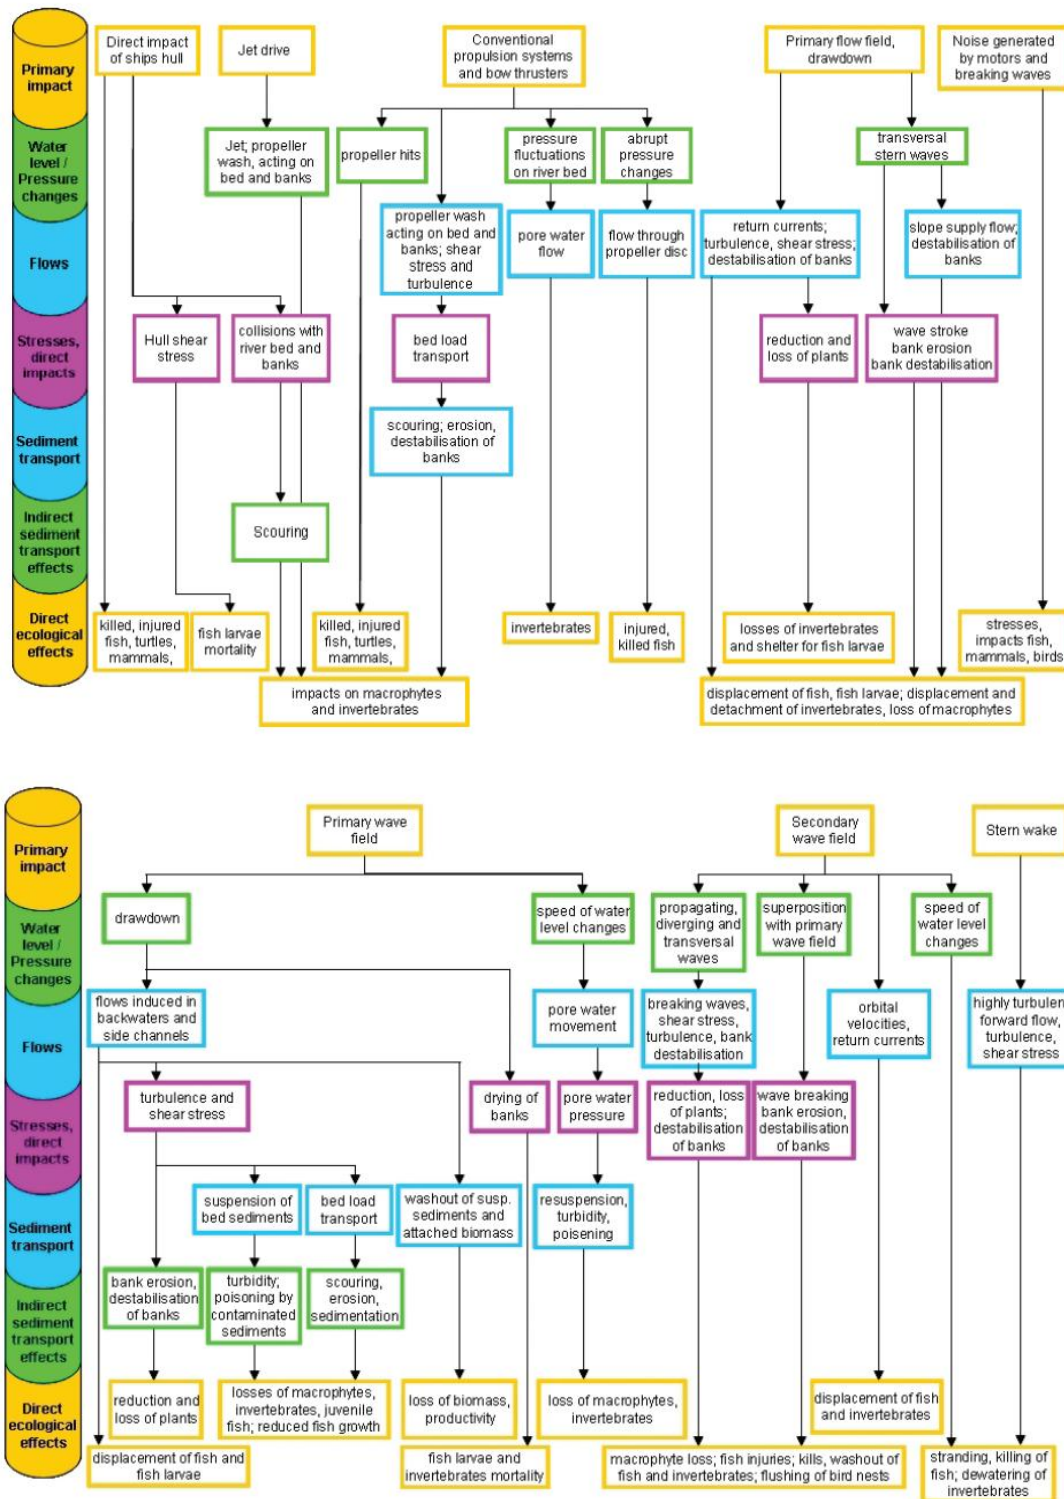 Primary
impact
Water
level /
Pressure
changes
Flows
Stresses,
direct
impacts
Sediment
transport
Indirect
sediment
transport
effects
Direct
ecological
effects
Direct impact
of ships hull
Jet drive
Conventional
propulsion systems
and bow thrusters
Primary flow field,
drawdown
Noise generated
by motors and
breaking waves
Jet; propeller
wash, acting on
bed and banks
propeller hits
pressure
fluctuations
on river bed
abrupt
pressure
changes
transversal
stern waves
propeller wash
acting on bed and
banks; shear
stress and
turbulence
pore water
flow
flow through
propeller disc
return currents;
turbulence, shear stress;
destabilisation of banks
slope supply flow;
destabilisation of
banks
Hull shear
stress
collisions with
river bed and
banks
bed load
transport
reduction and
loss of plants
wave stroke
bank erosion
bank destabilisation
scouring; erosion,
destabilisation of
banks
Scouring
killed, injured
fish, turtles,
mammals,
fish larvae
mortality
killed, injured
fish, turtles,
mammals,
invertebrates
injured,
killed fish
losses of invertebrates
and shelter for fish larvae
stresses,
impacts fish,
mammals, birds
impacts on macrophytes
and invertebrates
displacement of fish, fish larvae; displacement and
detachment of invertebrates, loss of macrophytes
Primary
impact
Water
level /
Pressure
changes
Flows
Stresses,
direct
impacts
Sediment
transport
Indirect
sediment
transport
effects
Direct
ecological
effects
Primary wave
field
Secondary
wave field
Stern wake
drawdown
speed of water
level changes
propagating,
diverging and
transversal
waves
superposition
with primary
wave field
speed of
water level
changes
flows induced in
backwaters and
side channels
pore water
movement
breaking waves,
shear stress,
turbulence, bank
destabilisation
orbital
velocities,
return currents
highly turbulen
forward flow,
turbulence,
shear stress
turbulence and
shear stress
drying of
banks
pore water
pressure
reduction, loss
of plants;
destabilisation
of banks
wave breaking
bank erosion,
destabilisation
of banks
suspension of
bed sediments
bed load
transport
washout of susp.
sediments and
attached biomass
resuspension,
turbidity,
poisening
bank erosion,
destabilisation
of banks
turbidity;
poisoning by
contaminated
sediments
scouring,
erosion,
sedimentation
reduction and
loss of plants
losses of macrophytes,
invertebrates, juvenile
fish; reduced fish growth
loss of biomass,
productivity
loss of macrophytes,
invertebrates
displacement of fish
and invertebrates
displacement of fish and
fish larvae
fish larvae and
invertebrates mortality
macrophyte loss; fish injuries; kills, washout of
fish and invertebrates; flushing of bird nests
stranding, killing of
fish; dewatering of
invertebrates